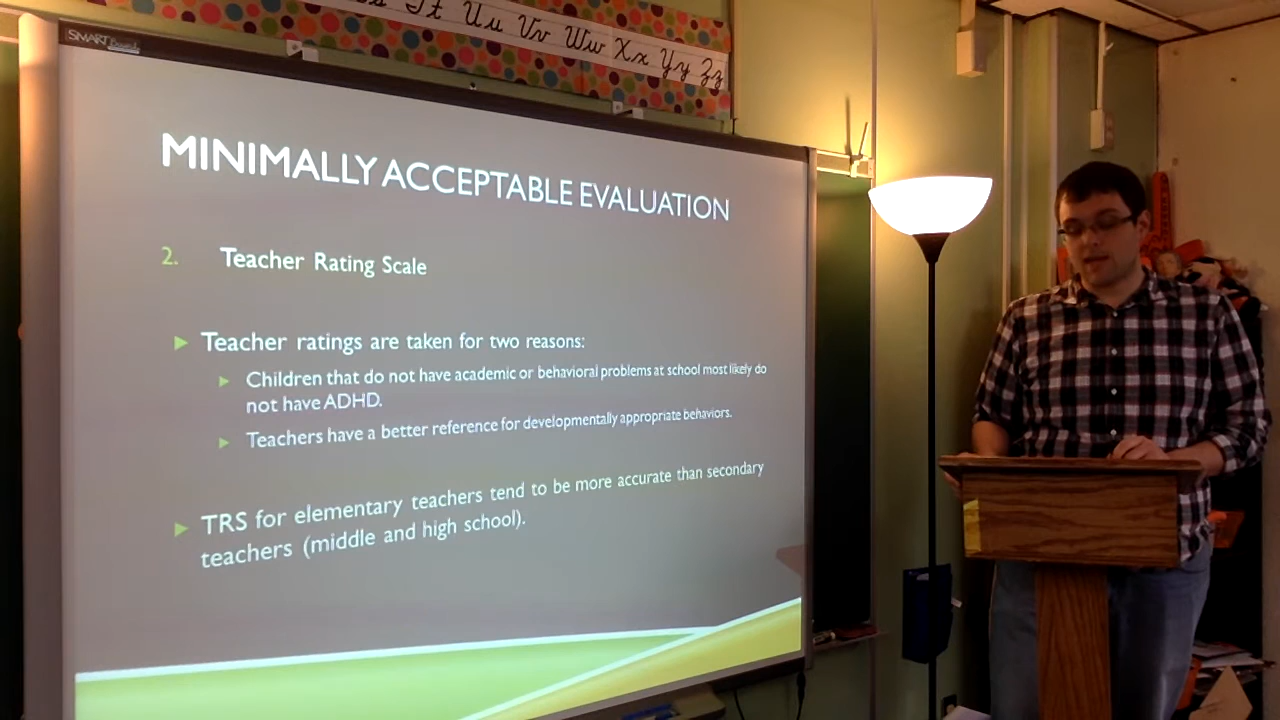 Tt Uu Vv Ww Xx Yy Zz
SMART Board
MINIMALLY ACCEPTABLE EVALUATION
2. Teacher Rating Scale
Teacher ratings are taken for two reasons:
Children that do not have academic or behavioral problems at school most likely do
not have ADHD.
Teachers have a better reference for developmentally appropriate behaviors.
TRS for elementary teachers tend to be more accurate than secondary
teachers (middle and high school).